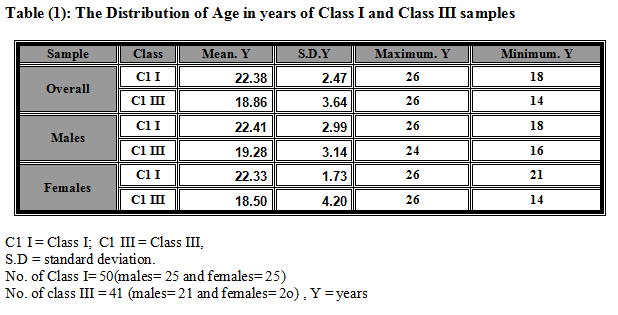 Table (1): The Distribution of Age in years of Class I and Class III samples
Sample Class Mean. Y S.D.Y Maximum. Y Minimum. Y
Overall
C1 I 22.38 2.47 26 18
C1 III 18.86 3.64 26 14
Males
C1 I 22.41 2.99 26 18
C1 III 19.28 3.14 24 16
Females
C1 I 22.33 1.73 26 21
C1 III 18.50 4.20 26 14
C1 I= Class I; C1 III= Class III,
S.D = standard deviation.
No. of Class I= 50(males= 25 and females= 25)
No. of class III = 41 (males= 21 and females= 2o) , Y = years